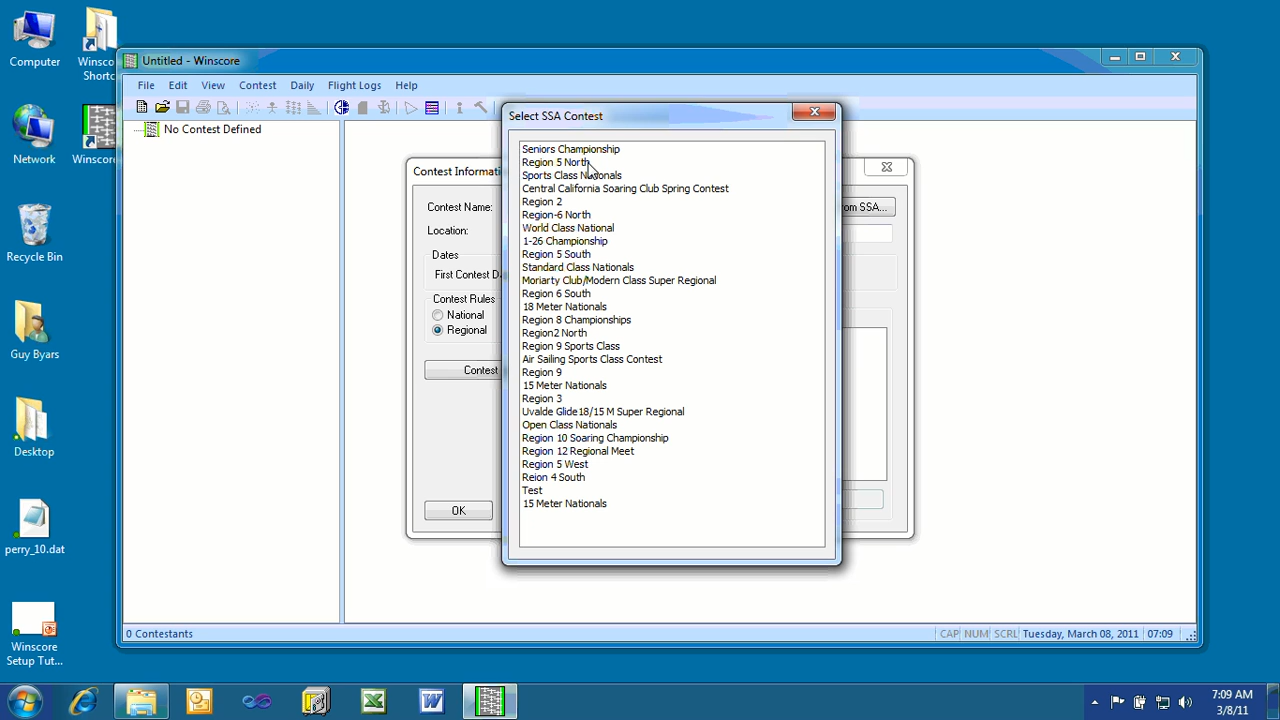 Computer
Winsco
Shortc
Network
Winscore
Recycle Bin
Guy Byars
Desktop
perry_10.dat
Winscore
Setup Tut...
Untitled - Winscore
File Edit View Contest Daily Flight Logs Help
No Contest Defined
Contest Informati
Contest Name:
om SSA...
Location:
Dates
First Contest D
Contest Rules
National
Regional
Contest
OK
Select SSA Contest
Seniors Championship
Region 5 North
Sports Class Nationals
Central California Soaring Club Spring Contest
Region 2
Region-6 North
World Class National
1-26 Championship
Region 5 South
Standard Class Nationals
Moriarty Club/Modern Class Super Regional
Region 6 South
18 Meter Nationals
Region 8 Championships
Region2 North
Region 9 Sports Class
Air Sailing Sports Class Contest
Region 9
15 Meter Nationals
Region 3
Uvalde Glide18/15 M Super Regional
Open Class Nationals
Region 10 Soaring Championship
Region 12 Regional Meet
Region 5 West
Reion 4 South
Test
15 Meter Nationals
0 Contestants
CAP NUM SCRL Tuesday, March 08, 2011 07:09
7:09 AM
3/8/11